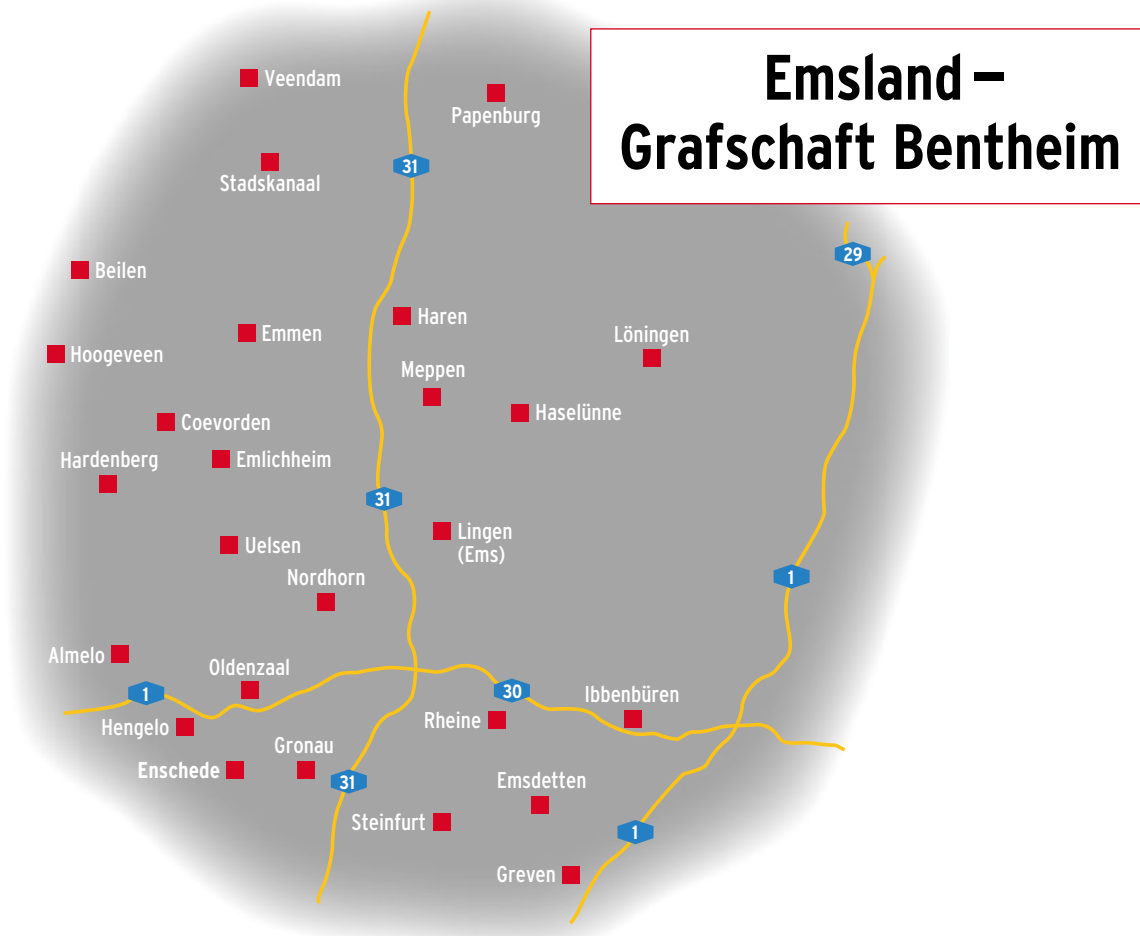 Emsland –
Grafschaft Bentheim
Veendam
Papenburg
31
Stadskanaal
29
Beilen
Haren
Emmen
Löningen
Hoogeveen
Meppen
Haselünne
Coevorden
Hardenberg
Emlichheim
31
Lingen
(Ems)
Uelsen
Nordhorn
1
Almelo
Oldenzaal
1
30
Ibbenbüren
Rheine
Hengelo
Gronau
Enschede
31
Emsdetten
Steinfurt
1
Greven